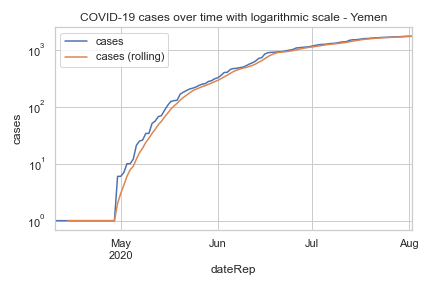 COVID-19 cases over time with logarithmic scale - Yemen
cases
cases (rolling)
10³
10²
10¹
10⁰
cases
May
2020
Jun
Jul
Aug
dateRep